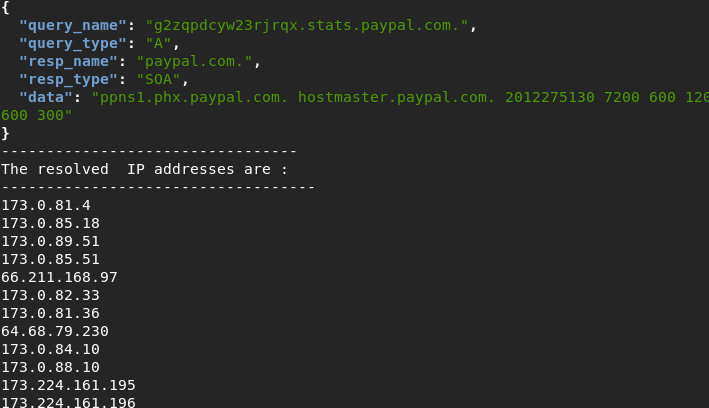 {
  "query_name": "g2zqpdcyw23rjrqx.stats.paypal.com.",
  "query_type": "A",
  "resp_name": "paypal.com.",
  "resp_type": "SOA",
  "data": "ppns1.phx.paypal.com. hostmaster.paypal.com. 2012275130 7200 600 120
600 300"
}
---------------------------------
The resolved  IP addresses are :
-----------------------------------
173.0.81.4
173.0.85.18
173.0.89.51
173.0.85.51
66.211.168.97
173.0.82.33
173.0.81.36
64.68.79.230
173.0.84.10
173.0.88.10
173.224.161.195
173.224.161.196